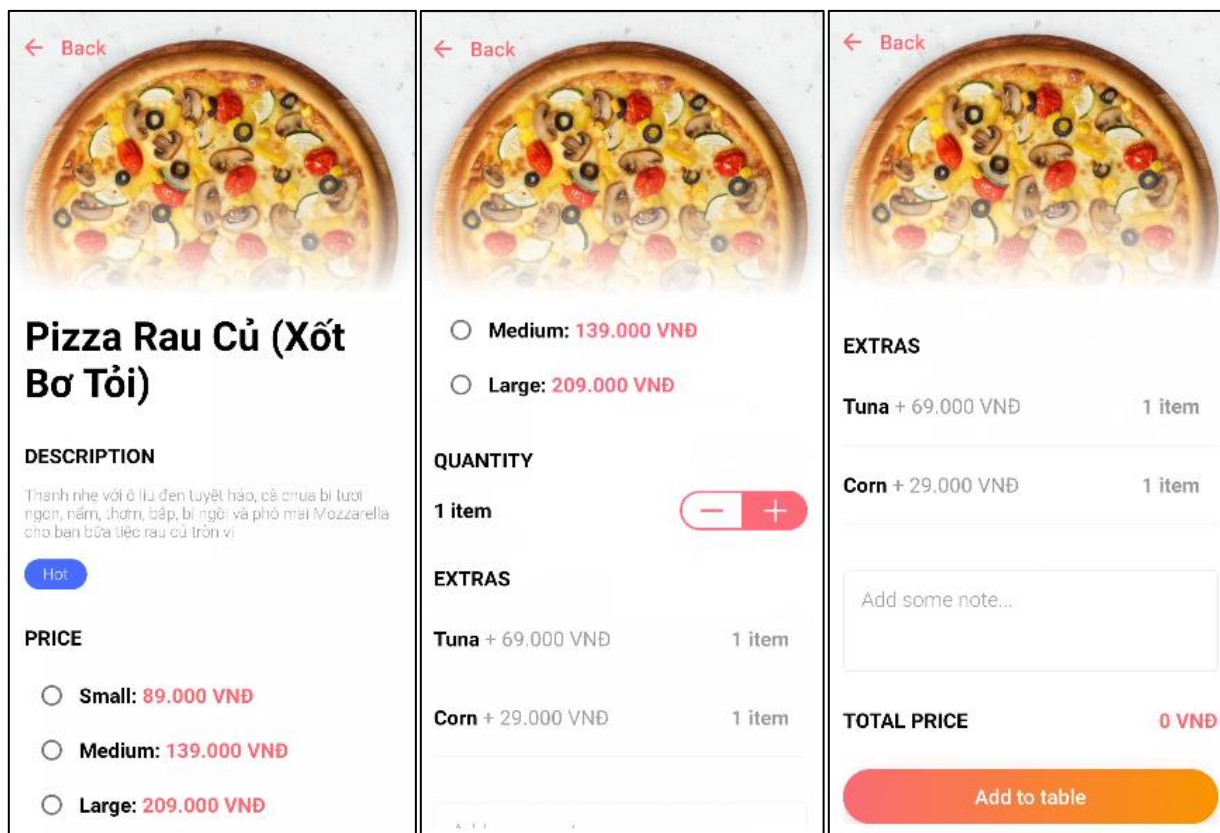 Back
Pizza Rau Củ (Xốt
Bơ Tỏi)
DESCRIPTION
Thanh nhẹ với ô liu đen tuyệt hảo, cà chua bi tươi
ngon, nấm, thơm, bắp, bí ngòi và phô mai Mozzarella
cho bạn bữa tiệc rau củ tròn vị
Hot
PRICE
Small: 89.000 VNĐ
Medium: 139.000 VNĐ
Large: 209.000 VNĐ
Back
Medium: 139.000 VNĐ
Large: 209.000 VNĐ
QUANTITY
1 item
EXTRAS
Tuna + 69.000 VNĐ 1 item
Corn + 29.000 VNĐ 1 item
Back
EXTRAS
Tuna + 69.000 VNĐ 1 item
Corn + 29.000 VNĐ 1 item
Add some note...
TOTAL PRICE 0 VNĐ
Add to table